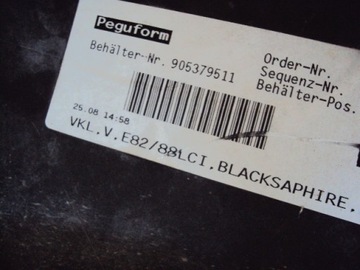 Peguform
Behälter-Nr. 905379511
Order-Nr.
Sequenz-Nr.
Behälter-Pos.
25.08 14:58
VKL.V.E82/88LCI.BLACKSAPHIRE.